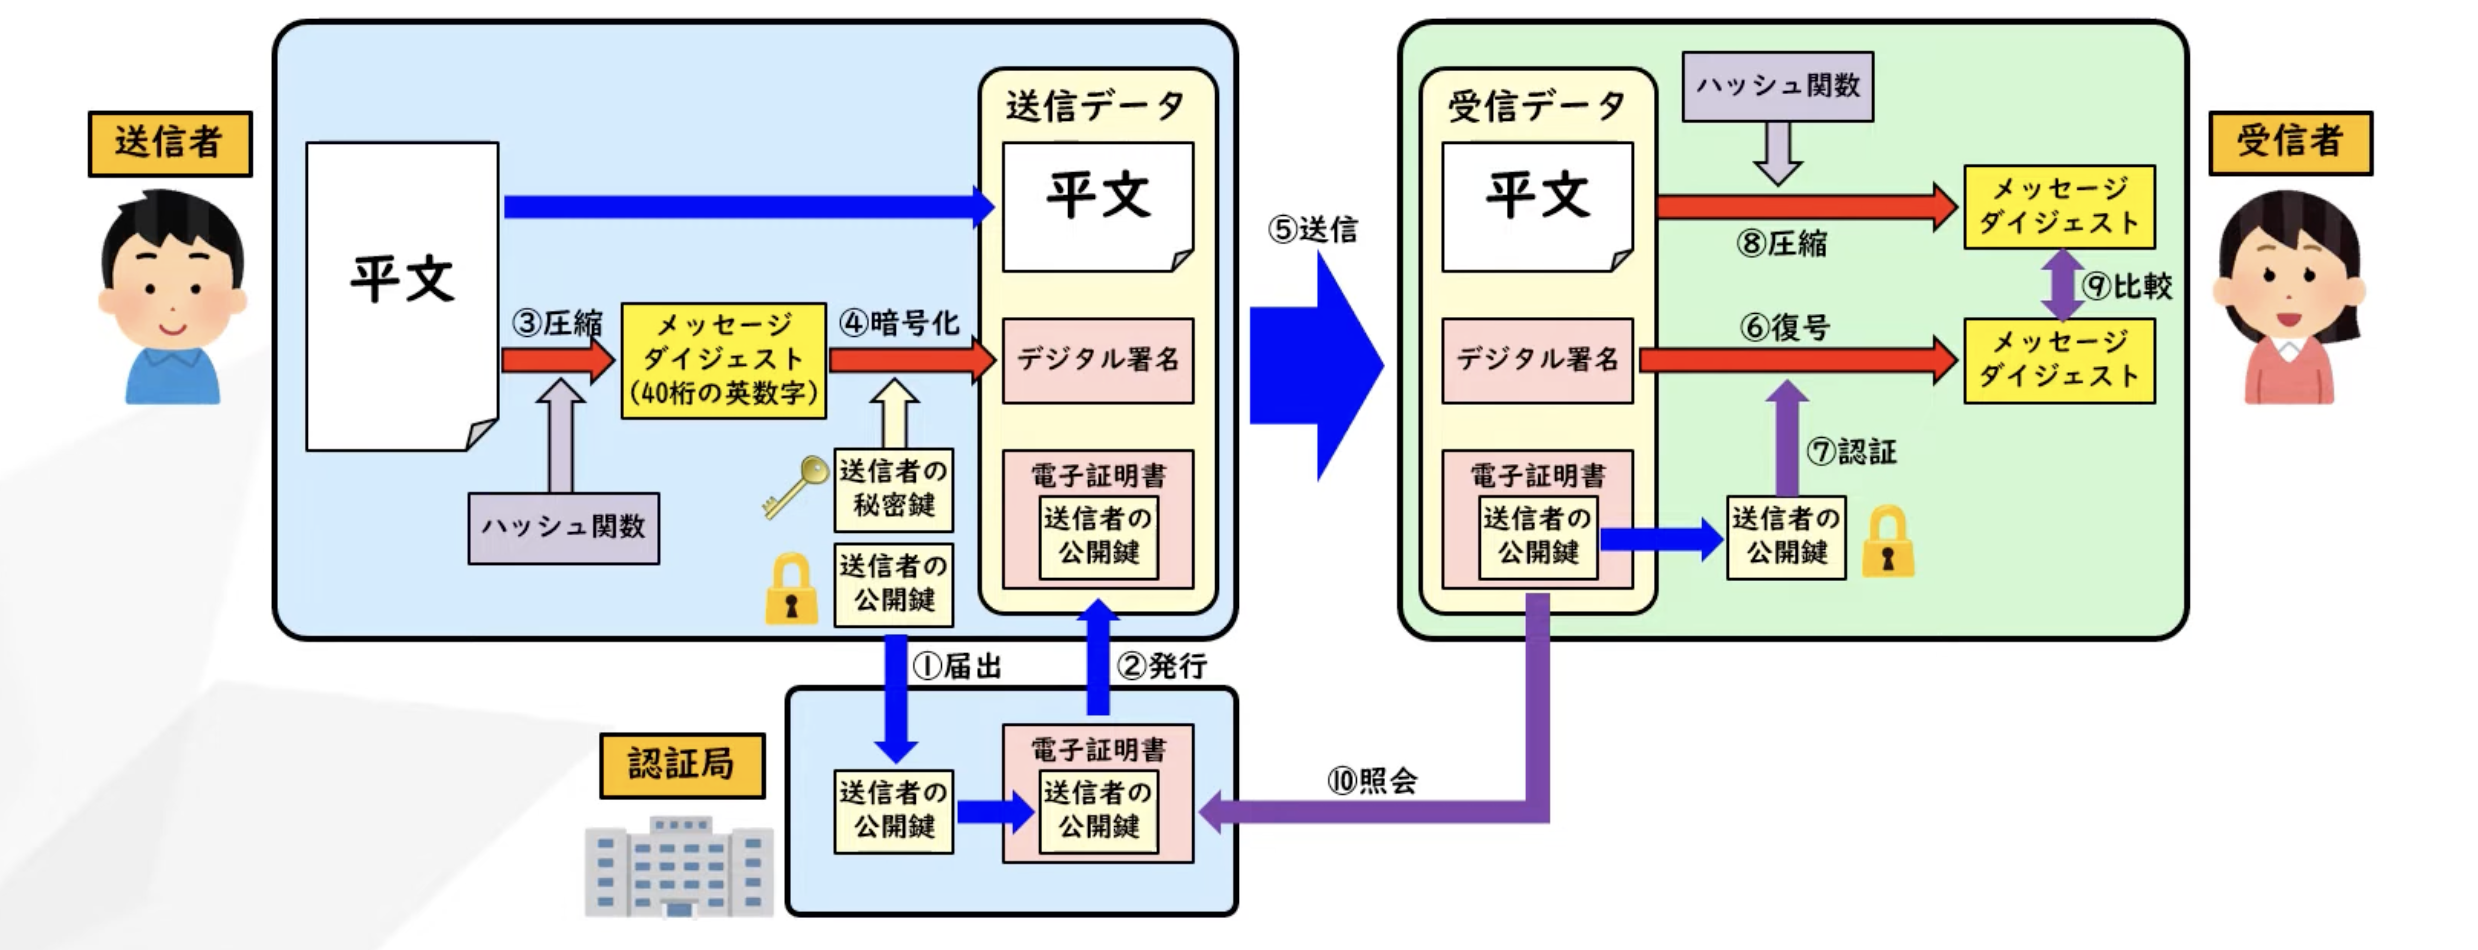 送信者
平文
③圧縮
ハッシュ関数
メッセージ
ダイジェスト
(40桁の英数字)
④暗号化
送信者の
秘密鍵
送信者の
公開鍵
送信データ
平文
デジタル署名
電子証明書
送信者の
公開鍵
①届出
②発行
認証局
送信者の
公開鍵
電子証明書
送信者の
公開鍵
⑤送信
受信データ
平文
デジタル署名
電子証明書
送信者の
公開鍵
ハッシュ関数
⑧圧縮
メッセージ
ダイジェスト
⑨比較
⑥復号
メッセージ
ダイジェスト
⑦認証
送信者の
公開鍵
⑩照会
受信者